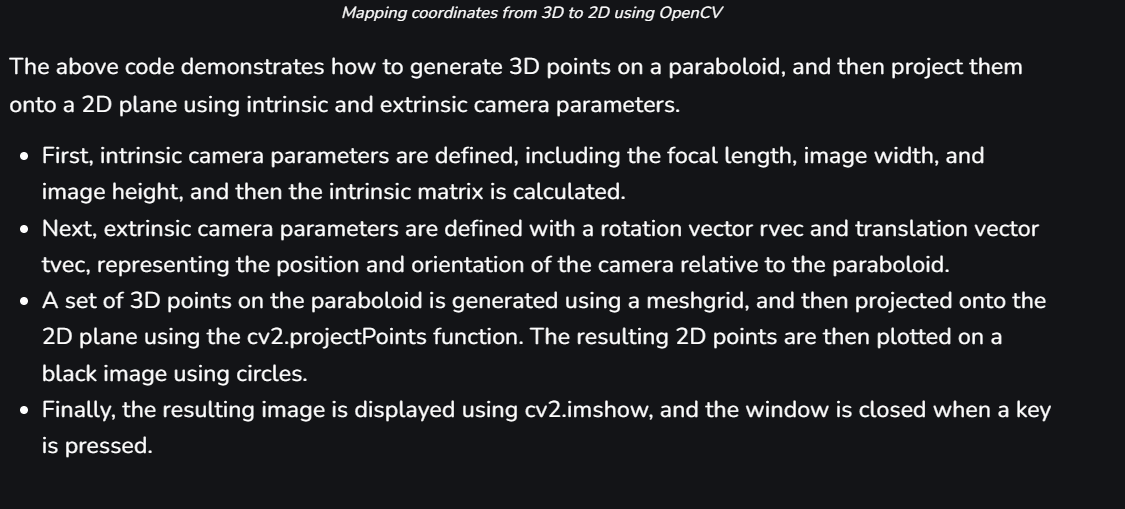 Mapping coordinates from 3D to 2D using OpenCV
The above code demonstrates how to generate 3D points on a paraboloid, and then project them
onto a 2D plane using intrinsic and extrinsic camera parameters.
• First, intrinsic camera parameters are defined, including the focal length, image width, and
image height, and then the intrinsic matrix is calculated.
• Next, extrinsic camera parameters are defined with a rotation vector rvec and translation vector
tvec, representing the position and orientation of the camera relative to the paraboloid.
• A set of 3D points on the paraboloid is generated using a meshgrid, and then projected onto the
2D plane using the cv2.projectPoints function. The resulting 2D points are then plotted on a
black image using circles.
• Finally, the resulting image is displayed using cv2.imshow, and the window is closed when a key
is pressed.